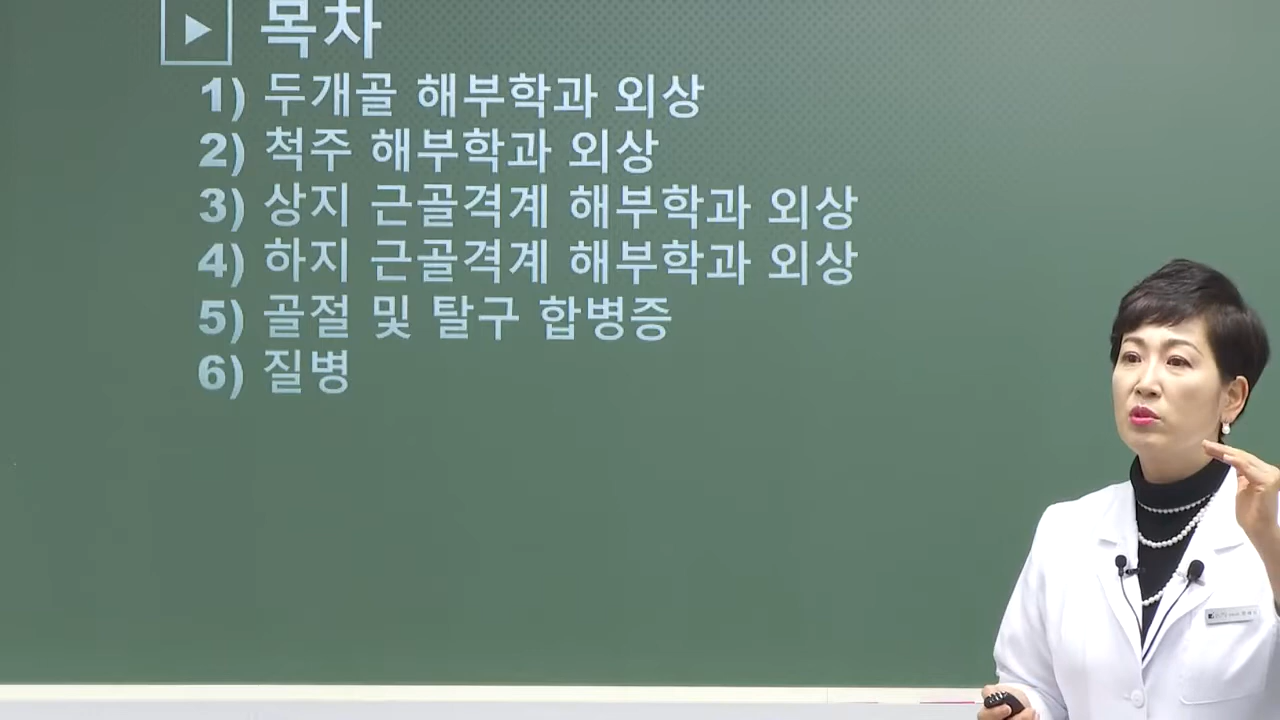 목차
1) 두개골 해부학과 외상
2) 척주 해부학과 외상
3) 상지 근골격계 해부학과 외상
4) 하지 근골격계 해부학과 외상
5) 골절 및 탈구 합병증
6) 질병